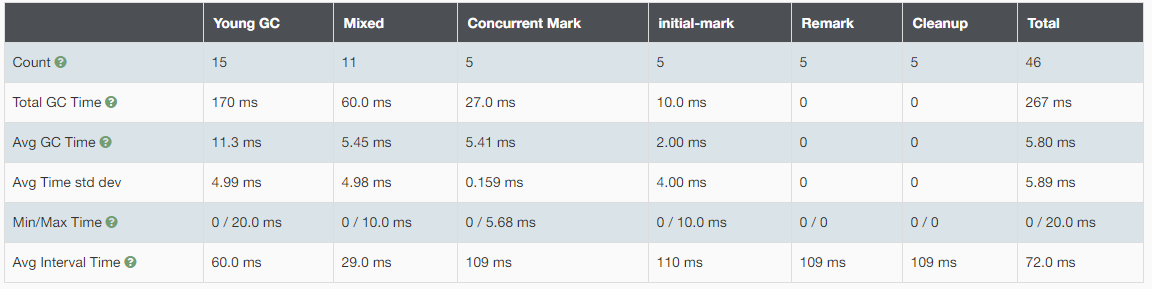 Young GC Mixed Concurrent Mark initial-mark Remark Cleanup Total
Count 15 11 5 5 5 5 46
Total GC Time 170 ms 60.0 ms 27.0 ms 10.0 ms 0 0 267 ms
Avg GC Time 11.3 ms 5.45 ms 5.41 ms 2.00 ms 0 0 5.80 ms
Avg Time std dev 4.99 ms 4.98 ms 0.159 ms 4.00 ms 0 0 5.89 ms
Min/Max Time 0 / 20.0 ms 0 / 10.0 ms 0 / 5.68 ms 0 / 10.0 ms 0 / 0 0 / 0 0 / 20.0 ms
Avg Interval Time 60.0 ms 29.0 ms 109 ms 110 ms 109 ms 109 ms 72.0 ms